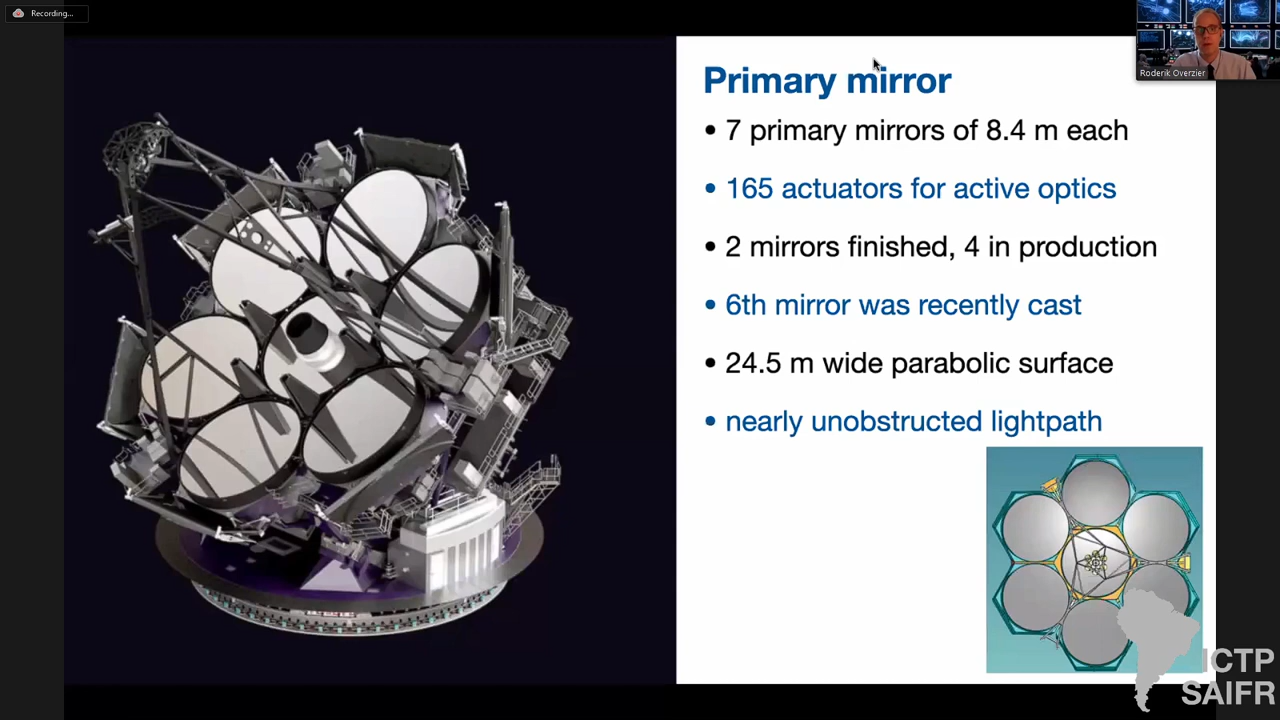 Recording...
Roderik Overzier
Primary mirror
• 7 primary mirrors of 8.4 m each
• 165 actuators for active optics
• 2 mirrors finished, 4 in production
• 6th mirror was recently cast
• 24.5 m wide parabolic surface
• nearly unobstructed lightpath
ICTP
SAIFR